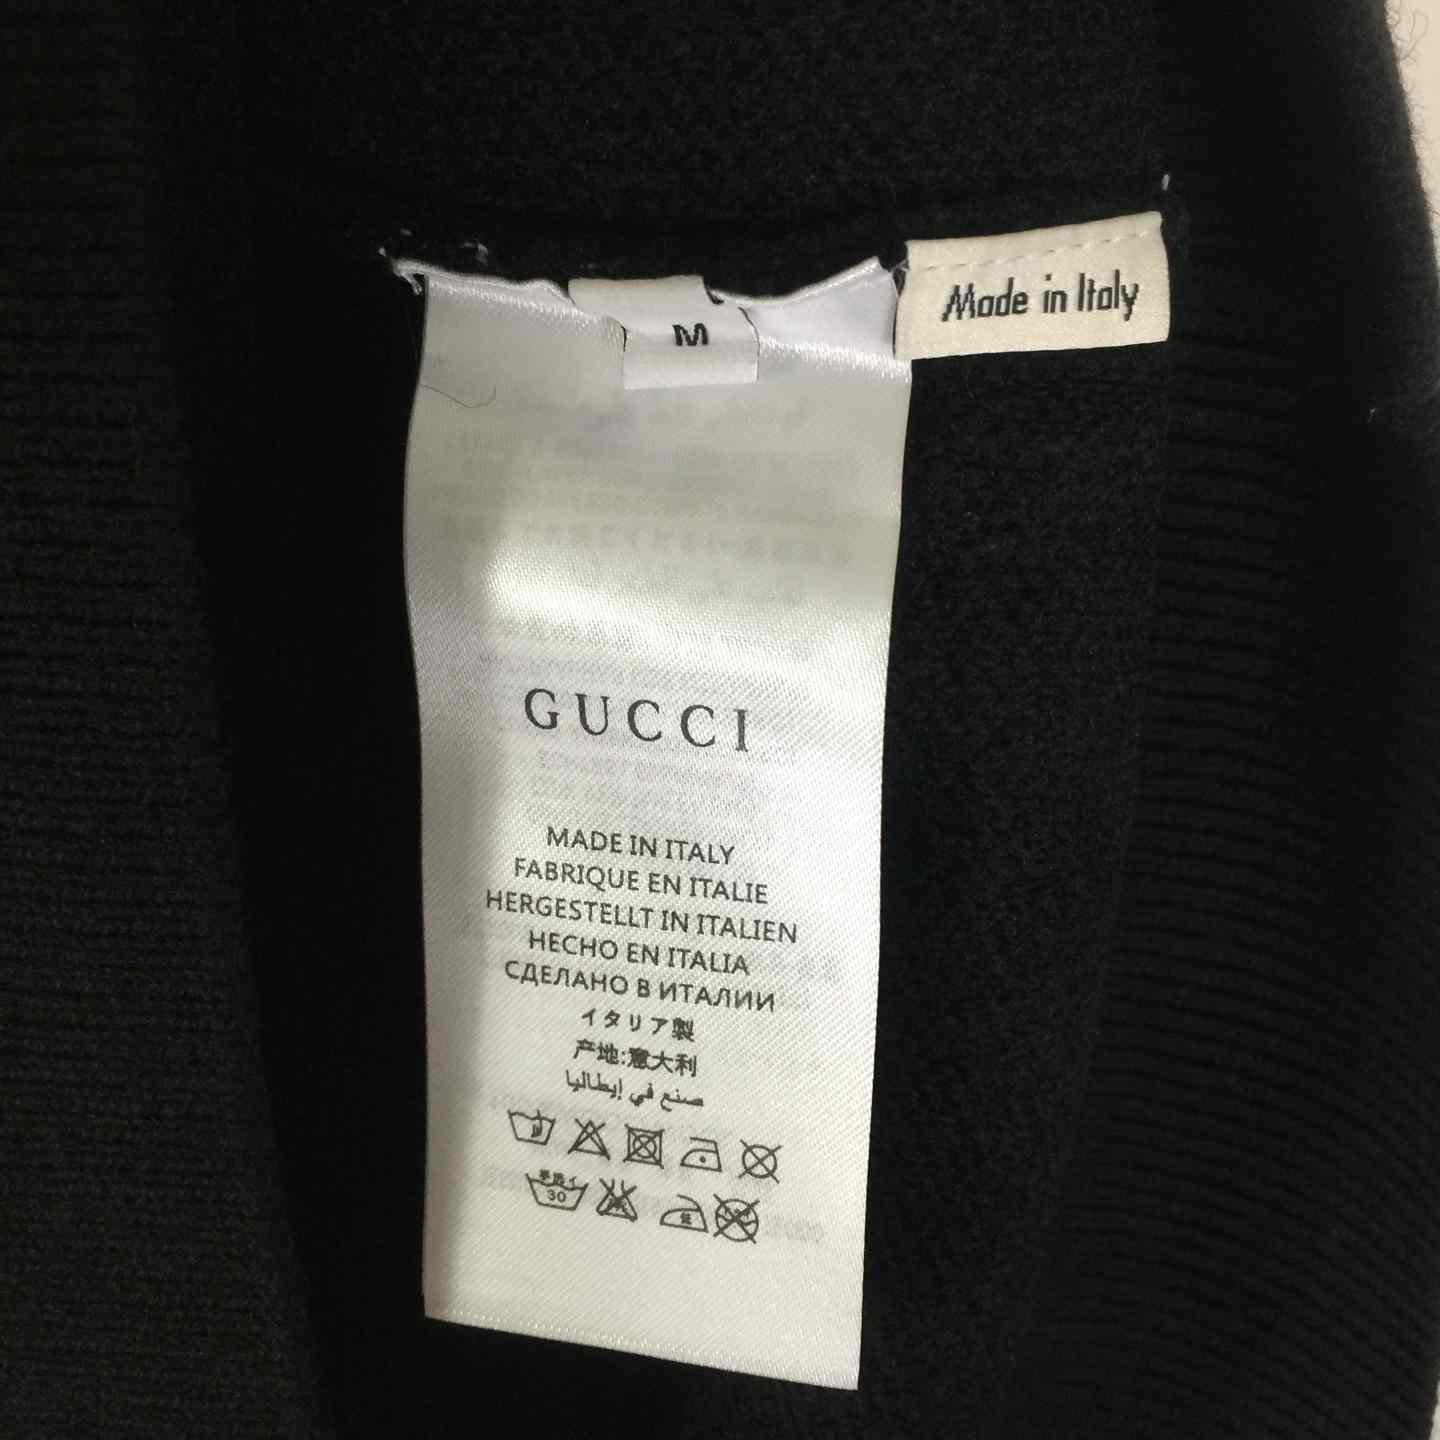 M
Made in Italy
GUCCI
MADE IN ITALY
FABRIQUE EN ITALIE
HERGESTELLT IN ITALIEN
HECHO EN ITALIA
СДЕЛАНО В ИТАЛИИ
イタリア製
产地:意大利
صنع في إيطاليا
30